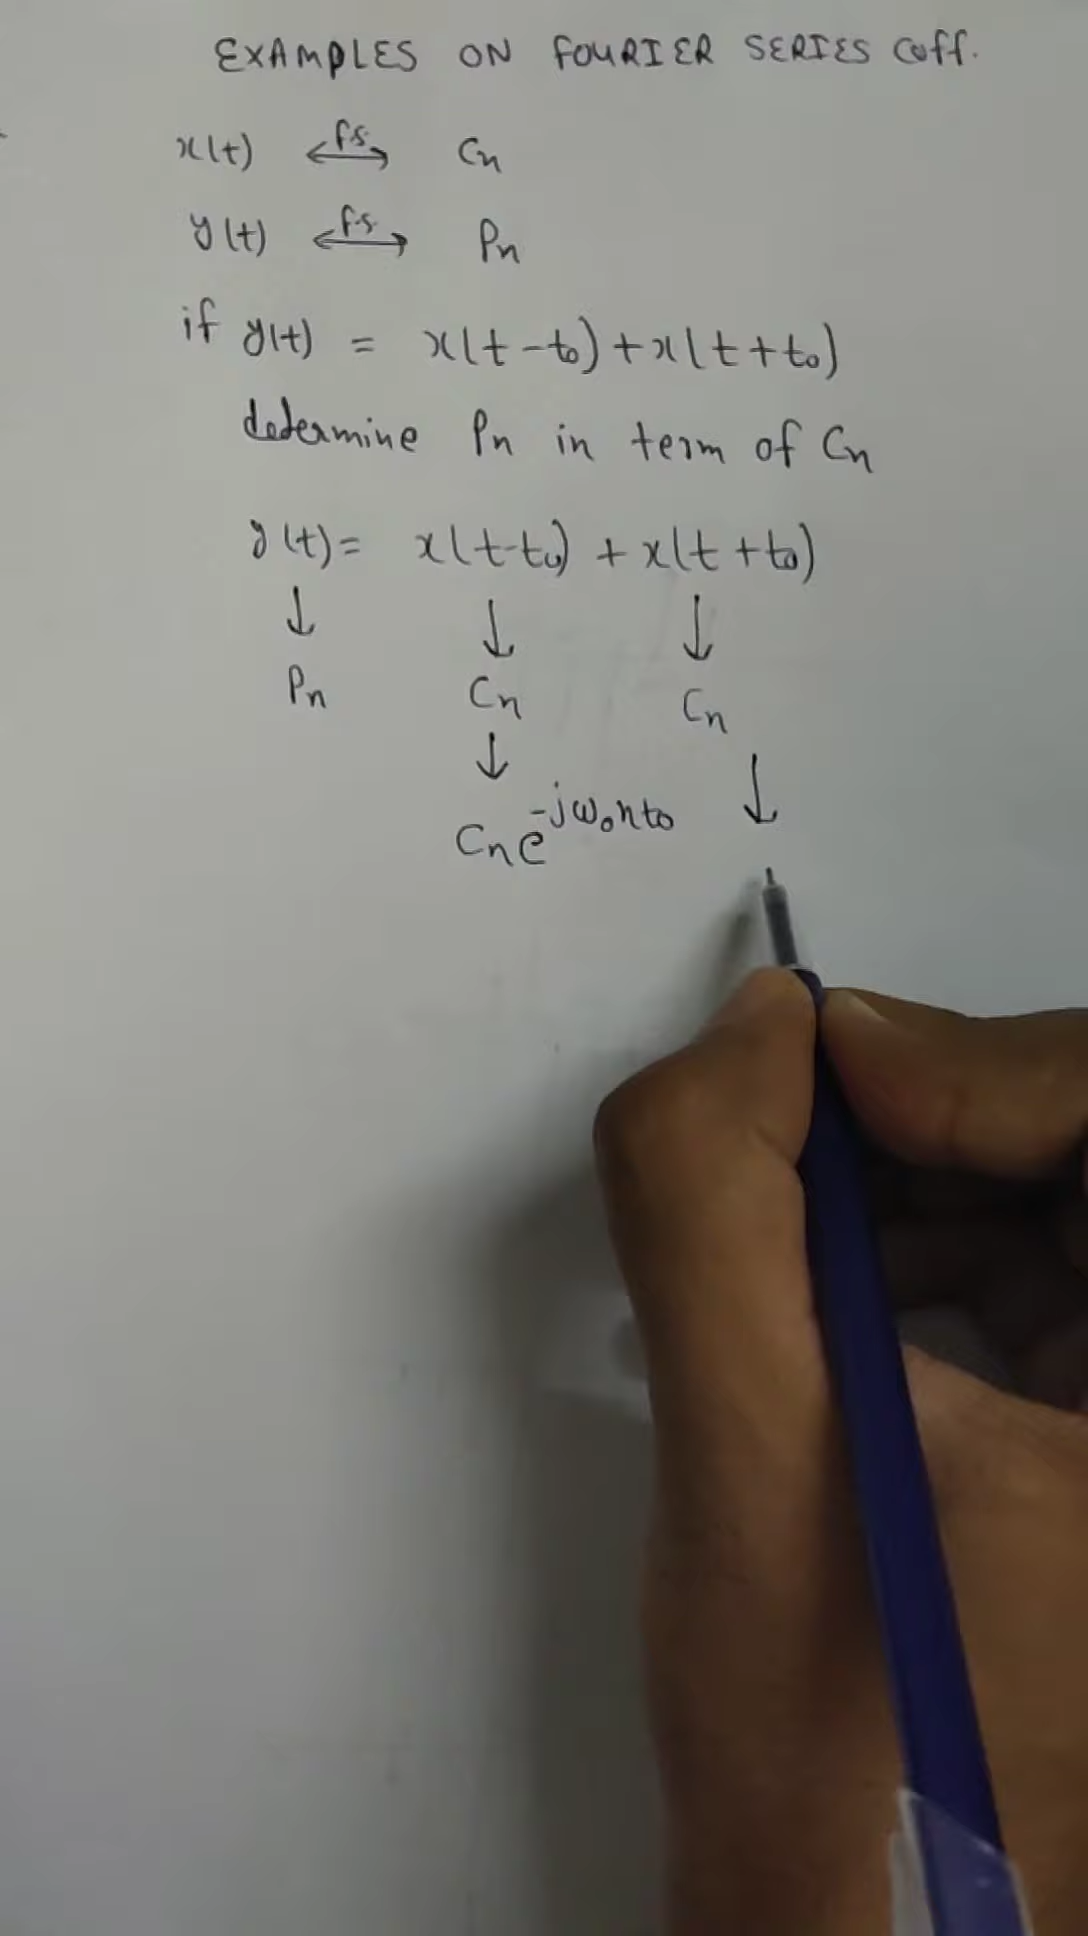 EXAMPLES ON FOURIER SERIES Coff.
x(t) <-f.s.-> Cn
y(t) <-f.s.-> Pn
if y(t) = x(t-t₀)+x(t+t₀)
determine Pn in term of Cn
y(t)= x(t-t₀) + x(t+t₀)
↓ ↓ ↓
Pn Cn Cn
↓ ↓
Cn e^-jω₀nt₀